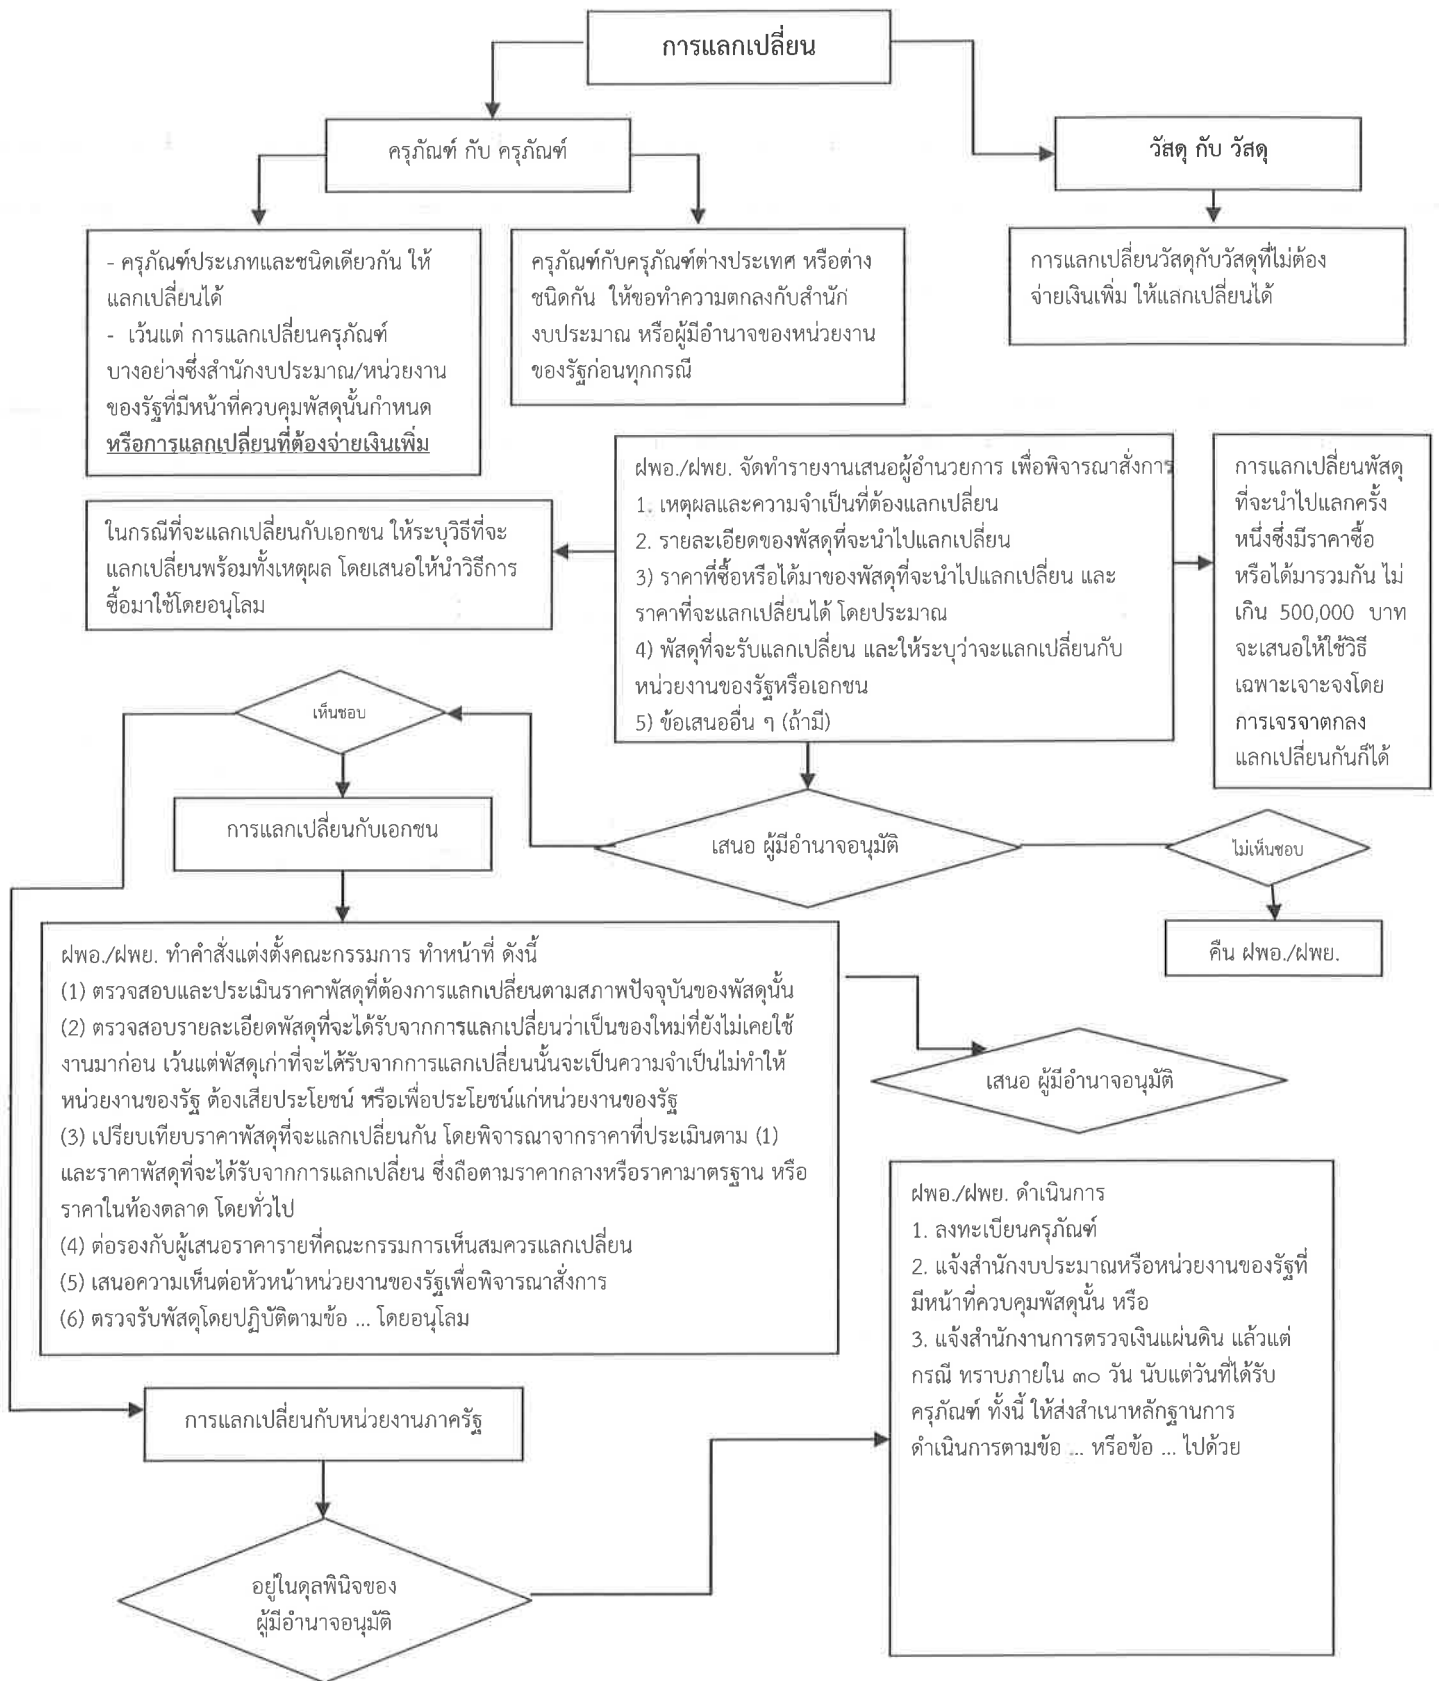 การแลกเปลี่ยน
ครุภัณฑ์ กับ ครุภัณฑ์
วัสดุ กับ วัสดุ
- ครุภัณฑ์ประเภทและชนิดเดียวกัน ให้
แลกเปลี่ยนได้
- เว้นแต่ การแลกเปลี่ยนครุภัณฑ์
บางอย่างซึ่งสำนักงบประมาณ/หน่วยงาน
ของรัฐที่มีหน้าที่ควบคุมพัสดุนั้นกำหนด
หรือการแลกเปลี่ยนที่ต้องจ่ายเงินเพิ่ม
ครุภัณฑ์กับครุภัณฑ์ต่างประเทศ หรือต่าง
ชนิดกัน ให้ขอทำความตกลงกับสำนัก
งบประมาณ หรือผู้มีอำนาจของหน่วยงาน
ของรัฐก่อนทุกกรณี
การแลกเปลี่ยนวัสดุกับวัสดุที่ไม่ต้อง
จ่ายเงินเพิ่ม ให้แลกเปลี่ยนได้
ในกรณีที่จะแลกเปลี่ยนกับเอกชน ให้ระบุวิธีที่จะ
แลกเปลี่ยนพร้อมทั้งเหตุผล โดยเสนอให้นำวิธีการ
ซื้อมาใช้โดยอนุโลม
ฝพอ./ฝพย. จัดทำรายงานเสนอผู้อำนวยการ เพื่อพิจารณาสั่งการ
1. เหตุผลและความจำเป็นที่ต้องแลกเปลี่ยน
2. รายละเอียดของพัสดุที่จะนำไปแลกเปลี่ยน
3) ราคาที่ซื้อหรือได้มาของพัสดุที่จะนำไปแลกเปลี่ยน และ
ราคาที่จะแลกเปลี่ยนได้ โดยประมาณ
4) พัสดุที่จะรับแลกเปลี่ยน และให้ระบุว่าจะแลกเปลี่ยนกับ
หน่วยงานของรัฐหรือเอกชน
5) ข้อเสนออื่น ๆ (ถ้ามี)
การแลกเปลี่ยนพัสดุ
ที่จะนำไปแลกครั้ง
หนึ่งซึ่งมีราคาซื้อ
หรือได้มารวมกัน ไม่
เกิน 500,000 บาท
จะเสนอให้ใช้วิธี
เฉพาะเจาะจงโดย
การเจรจาตกลง
แลกเปลี่ยนกันก็ได้
เห็นชอบ
การแลกเปลี่ยนกับเอกชน
เสนอ ผู้มีอำนาจอนุมัติ
ไม่เห็นชอบ
คืน ฝพอ./ฝพย.
ฝพอ./ฝพย. ทำคำสั่งแต่งตั้งคณะกรรมการ ทำหน้าที่ ดังนี้
(1) ตรวจสอบและประเมินราคาพัสดุที่ต้องการแลกเปลี่ยนตามสภาพปัจจุบันของพัสดุนั้น
(2) ตรวจสอบรายละเอียดพัสดุที่จะได้รับจากการแลกเปลี่ยนว่าเป็นของใหม่ที่ยังไม่เคยใช้
งานมาก่อน เว้นแต่พัสดุเก่าที่จะได้รับจากการแลกเปลี่ยนนั้นจะเป็นความจำเป็นไม่ทำให้
หน่วยงานของรัฐ ต้องเสียประโยชน์ หรือเพื่อประโยชน์แก่หน่วยงานของรัฐ
(3) เปรียบเทียบราคาพัสดุที่จะแลกเปลี่ยนกัน โดยพิจารณาจากราคาที่ประเมินตาม (1)
และราคาพัสดุที่จะได้รับจากการแลกเปลี่ยน ซึ่งถือตามราคากลางหรือราคามาตรฐาน หรือ
ราคาในท้องตลาด โดยทั่วไป
(4) ต่อรองกับผู้เสนอราคารายที่คณะกรรมการเห็นสมควรแลกเปลี่ยน
(5) เสนอความเห็นต่อหัวหน้าหน่วยงานของรัฐเพื่อพิจารณาสั่งการ
(6) ตรวจรับพัสดุโดยปฏิบัติตามข้อ ... โดยอนุโลม
เสนอ ผู้มีอำนาจอนุมัติ
ฝพอ./ฝพย. ดำเนินการ
1. ลงทะเบียนครุภัณฑ์
2. แจ้งสำนักงบประมาณหรือหน่วยงานของรัฐที่
มีหน้าที่ควบคุมพัสดุนั้น หรือ
3. แจ้งสำนักงานการตรวจเงินแผ่นดิน แล้วแต่
กรณี ทราบภายใน ๓๐ วัน นับแต่วันที่ได้รับ
ครุภัณฑ์ ทั้งนี้ ให้ส่งสำเนาหลักฐานการ
ดำเนินการตามข้อ ... หรือข้อ ... ไปด้วย
การแลกเปลี่ยนกับหน่วยงานภาครัฐ
อยู่ในดุลพินิจของ
ผู้มีอำนาจอนุมัติ